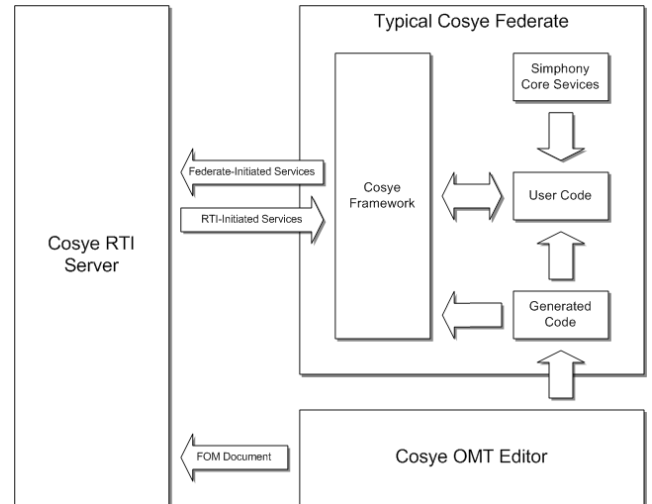 Typical Cosye Federate
Simphony
Core Sevices
Federate-Initiated Services
Cosye
Framework
User Code
RTI-Initiated Services
Cosye RTI
Server
Generated
Code
FOM Document
Cosye OMT Editor